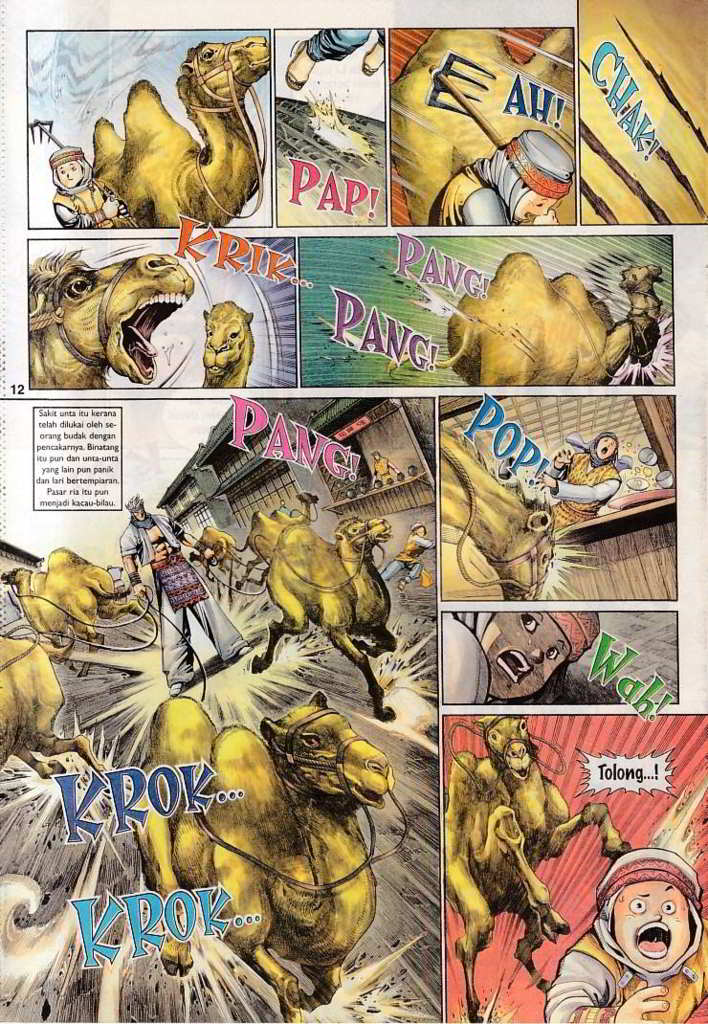 PAP!
AH!
CHAK!
KRIK...
PANG!
PANG!
12
Sakit unta itu kerana
telah dilukai oleh se-
orang budak dengan
pencakarnya. Binatang
itu pun dan unta-unta
yang lain pun panik
dan lari bertempiaran.
Pasar ria itu pun
menjadi kacau-bilau.
PANG!
KROK...
KROK...
POP!
Wah!
Tolong...!